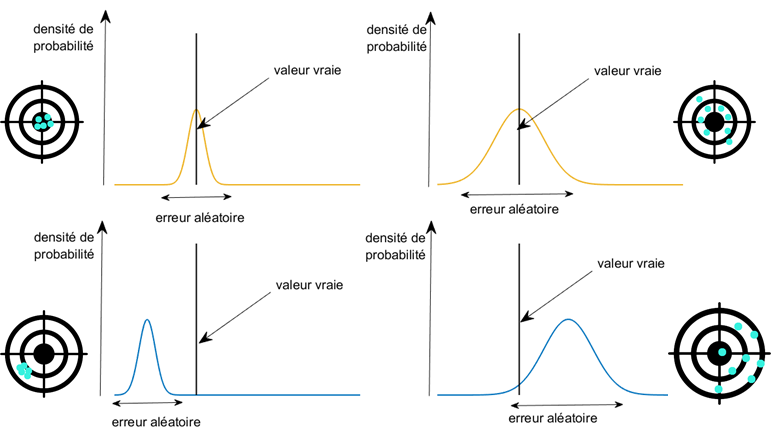 densité de
probabilité
valeur vraie
erreur aléatoire
densité de
probabilité
valeur vraie
erreur aléatoire
densité de
probabilité
valeur vraie
erreur aléatoire
densité de
probabilité
valeur vraie
erreur aléatoire